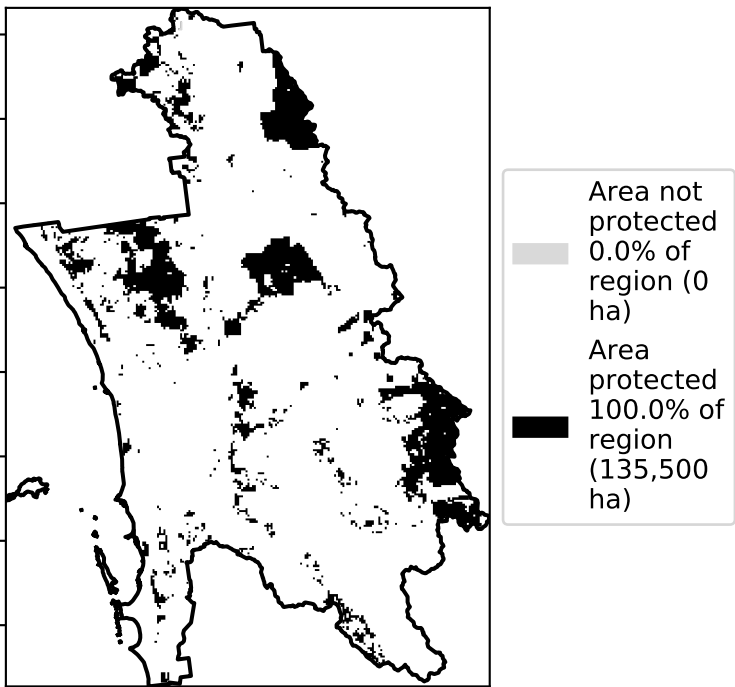 Area not
protected
0.0% of
region (0
ha)
Area
protected
100.0% of
region
(135,500
ha)